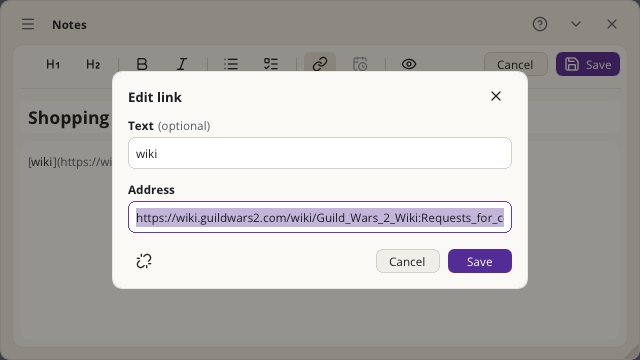 Notes
H1 H2 B I Cancel Save
Shopping
[wiki](https://wi
Edit link
Text (optional)
wiki
Address
https://wiki.guildwars2.com/wiki/Guild_Wars_2_Wiki:Requests_for_c
Cancel Save